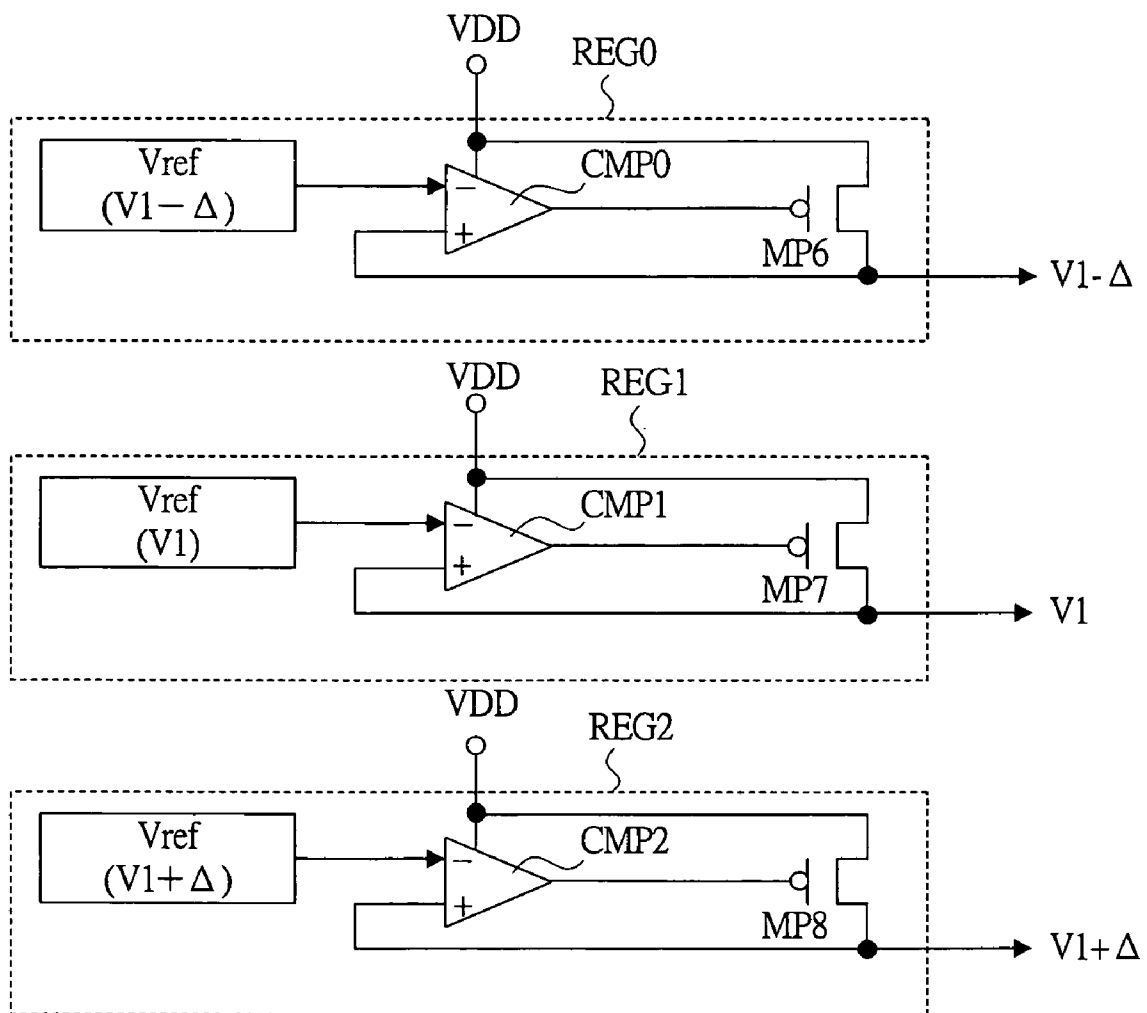 VDD
REG0
Vref
(V1－Δ)
－
CMP0
+
MP6
V1-Δ
VDD
REG1
Vref
(V1)
－
CMP1
+
MP7
V1
VDD
REG2
Vref
(V1+Δ)
－
CMP2
+
MP8
V1+Δ